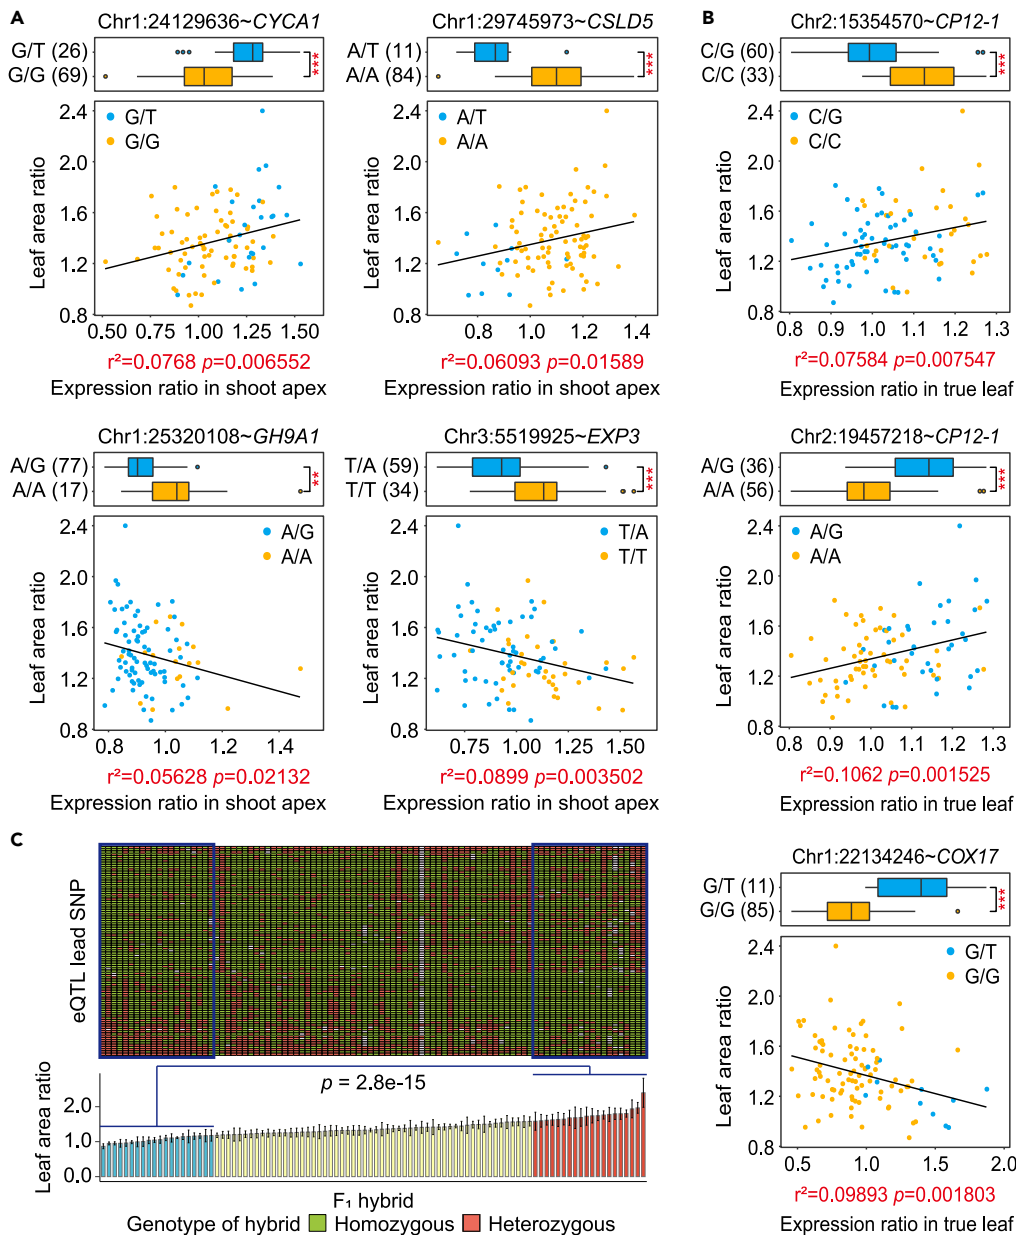 A
Chr1:24129636~CYCA1
G/T (26)
G/G (69)
***
G/T
G/G
Leaf area ratio
2.4
2.0
1.6
1.2
0.8
0.50 0.75 1.00 1.25 1.50
r²=0.0768 p=0.006552
Expression ratio in shoot apex
Chr1:29745973~CSLD5
A/T (11)
A/A (84)
***
A/T
A/A
Leaf area ratio
2.4
2.0
1.6
1.2
0.8
0.8 1.0 1.2 1.4
r²=0.06093 p=0.01589
Expression ratio in shoot apex
B
Chr2:15354570~CP12-1
C/G (60)
C/C (33)
***
C/G
C/C
Leaf area ratio
2.4
2.0
1.6
1.2
0.8
0.8 0.9 1.0 1.1 1.2 1.3
r²=0.07584 p=0.007547
Expression ratio in true leaf
Chr1:25320108~GH9A1
A/G (77)
A/A (17)
**
A/G
A/A
Leaf area ratio
2.4
2.0
1.6
1.2
0.8
0.8 1.0 1.2 1.4
r²=0.05628 p=0.02132
Expression ratio in shoot apex
Chr3:5519925~EXP3
T/A (59)
T/T (34)
***
T/A
T/T
Leaf area ratio
2.4
2.0
1.6
1.2
0.8
0.75 1.00 1.25 1.50
r²=0.0899 p=0.003502
Expression ratio in shoot apex
Chr2:19457218~CP12-1
A/G (36)
A/A (56)
***
A/G
A/A
Leaf area ratio
2.4
2.0
1.6
1.2
0.8
0.8 0.9 1.0 1.1 1.2 1.3
r²=0.1062 p=0.001525
Expression ratio in true leaf
C
eQTL lead SNP
p = 2.8e-15
Leaf area ratio
2.0
1.0
0.0
F₁ hybrid
Genotype of hybrid Homozygous Heterozygous
Chr1:22134246~COX17
G/T (11)
G/G (85)
***
G/T
G/G
Leaf area ratio
2.4
2.0
1.6
1.2
0.8
0.5 1.0 1.5 2.0
r²=0.09893 p=0.001803
Expression ratio in true leaf